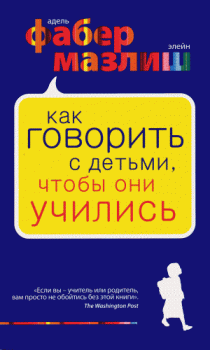 адель
фабер
элейн
мазлиш
как
говорить
с детьми,
чтобы они
учились
«Если вы – учитель или родитель,
вам просто не обойтись без этой книги».
The Washington Post